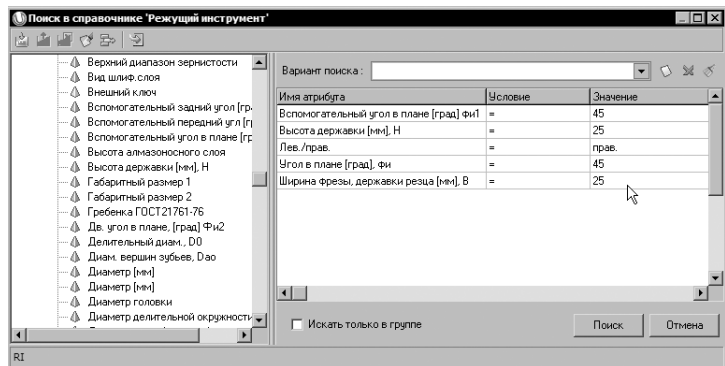 Поиск в справочнике 'Режущий инструмент'
Верхний диапазон зернистости
Вид шлиф.слоя
Внешний ключ
Вспомогательный задний угол [гр
Вспомогательный передний угл [г
Вспомогательный угол в плане [гр
Высота алмазоносного слоя
Высота державки [мм], Н
Габаритный размер 1
Габаритный размер 2
Гребенка ГОСТ21761-76
Дв. угол в плане, [град] Фи2
Делительный диам., D0
Диам. вершин зубьев, Dao
Диаметр [мм]
Диаметр [мм]
Диаметр головки
Диаметр делительной окружности
Вариант поиска :
Имя атрибута Условие Значение
Вспомогательный угол в плане [град] фи1 = 45
Высота державки [мм], Н = 25
Лев./прав. = прав.
Угол в плане [град], фи = 45
Ширина фрезы, державки резца [мм], В = 25
Искать только в группе
Поиск Отмена
RI